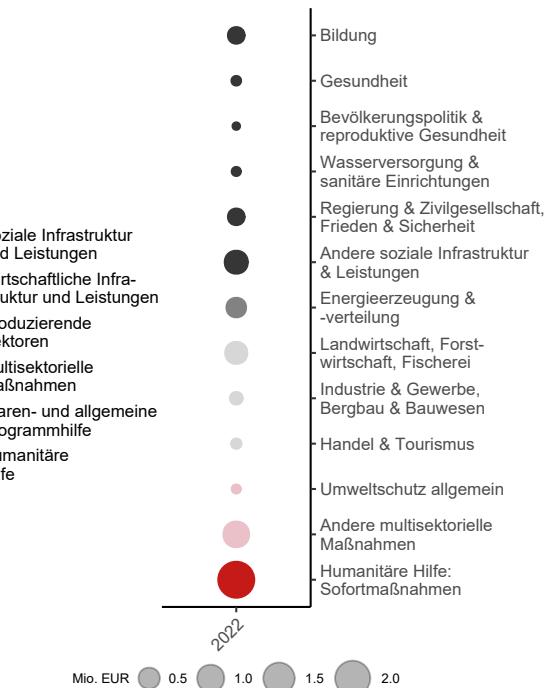 Bildung
Gesundheit
Bevölkerungspolitik &
reproduktive Gesundheit
Wasserversorgung &
sanitäre Einrichtungen
Regierung & Zivilgesellschaft,
Frieden & Sicherheit
Andere soziale Infrastruktur
& Leistungen
Energieerzeugung &
-verteilung
Landwirtschaft, Forst-
wirtschaft, Fischerei
Industrie & Gewerbe,
Bergbau & Bauwesen
Handel & Tourismus
Umweltschutz allgemein
Andere multisektorielle
Maßnahmen
Humanitäre Hilfe:
Sofortmaßnahmen
oziale Infrastruktur
d Leistungen
rtschaftliche Infra-
uktur und Leistungen
oduzierende
ektoren
ultisektorielle
aßnahmen
aren- und allgemeine
ogrammhilfe
umanitäre
fe
2022
Mio. EUR 0.5 1.0 1.5 2.0